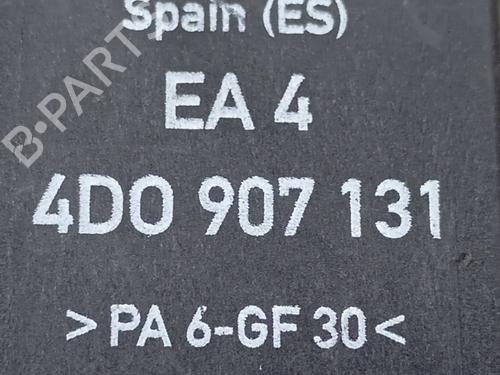 Spain (ES)
EA 4
4D0 907 131
>PA 6-GF 30<
B-PARTS